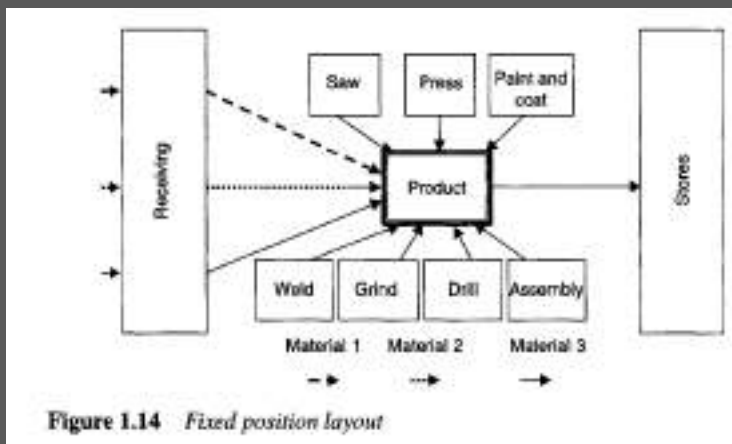 Saw
Press
Paint and
coat
Receiving
Product
Stores
Weld
Grind
Drill
Assembly
Material 1 Material 2 Material 3
Figure 1.14 Fixed position layout